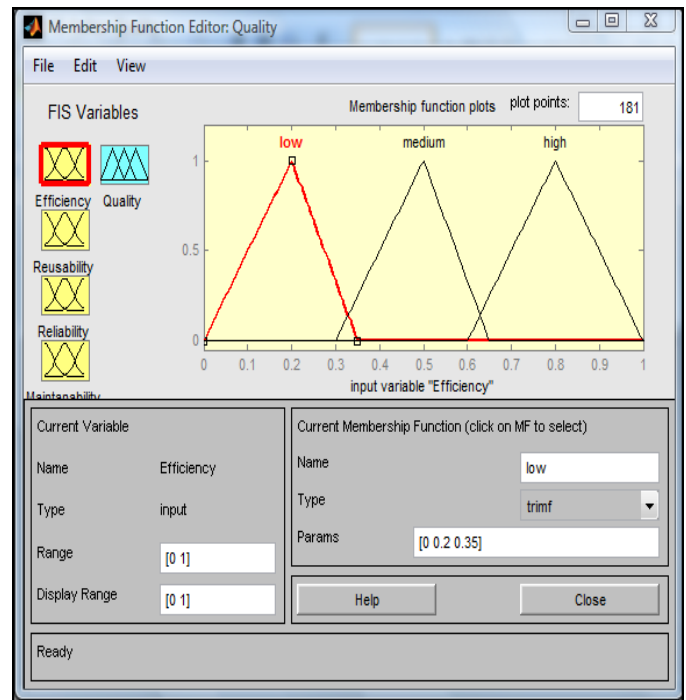 Membership Function Editor: Quality
File Edit View
FIS Variables
Membership function plots plot points: 181
low medium high
Efficiency Quality
Reusability
Reliability
Maintanability
1
0.5
0
0 0.1 0.2 0.3 0.4 0.5 0.6 0.7 0.8 0.9 1
input variable "Efficiency"
Current Variable
Name Efficiency
Type input
Range [0 1]
Display Range [0 1]
Current Membership Function (click on MF to select)
Name low
Type trimf
Params [0 0.2 0.35]
Help Close
Ready